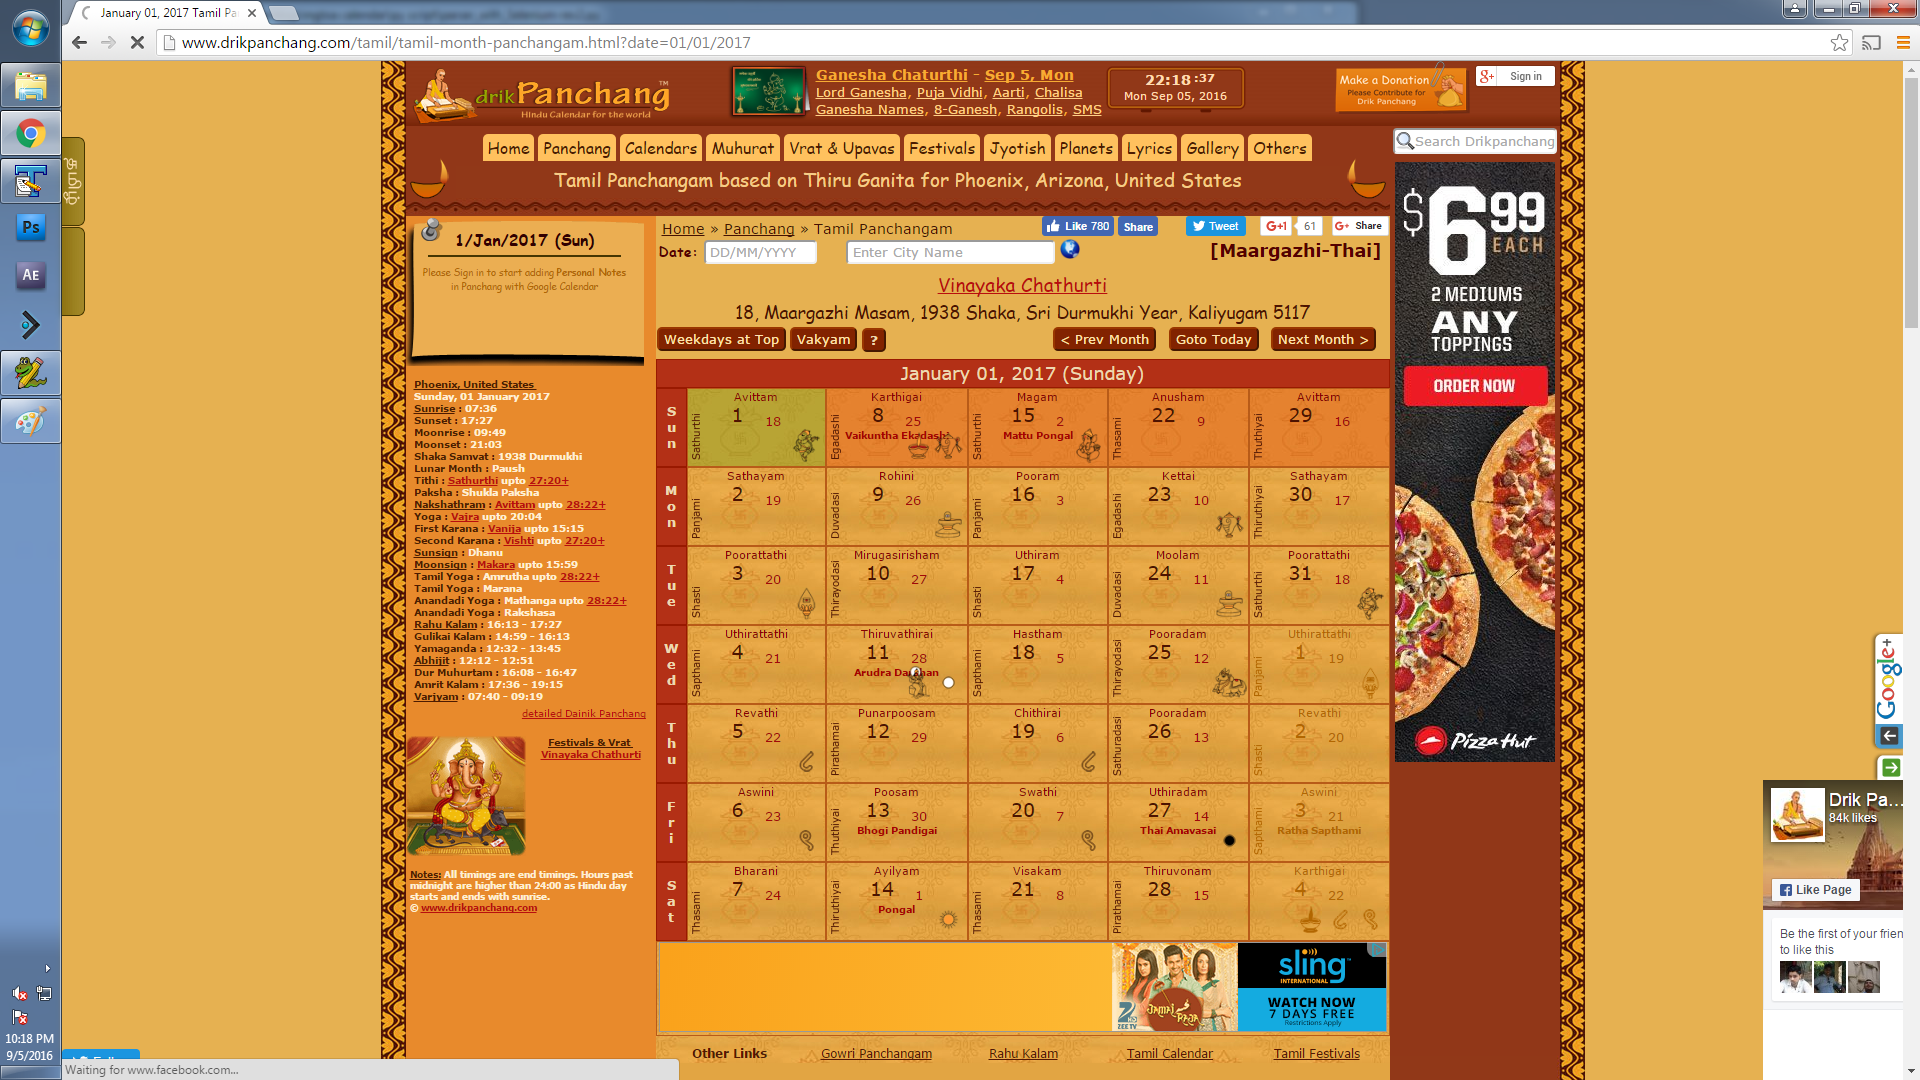 January 01, 2017 Tamil Pa
www.drikpanchang.com/tamil/tamil-month-panchangam.html?date=01/01/2017
drikPanchang™
Hindu Calendar for the world
Ganesha Chaturthi - Sep 5, Mon
Lord Ganesha, Puja Vidhi, Aarti, Chalisa
Ganesha Names, 8-Ganesh, Rangolis, SMS
22:18:37
Mon Sep 05, 2016
Make a Donation
Please Contribute for
Drik Panchang
g+ Sign in
Home Panchang Calendars Muhurat Vrat & Upavas Festivals Jyotish Planets Lyrics Gallery Others
Search Drikpanchang
தமிழ்
Tamil Panchangam based on Thiru Ganita for Phoenix, Arizona, United States
1/Jan/2017 (Sun)
Please Sign in to start adding Personal Notes
in Panchang with Google Calendar
Home » Panchang » Tamil Panchangam
Like 780 Share Tweet G+1 61 G+ Share
Date: DD/MM/YYYY Enter City Name [Maargazhi-Thai]
Vinayaka Chathurti
18, Maargazhi Masam, 1938 Shaka, Sri Durmukhi Year, Kaliyugam 5117
Weekdays at Top Vakyam ? < Prev Month Goto Today Next Month >
January 01, 2017 (Sunday)
Phoenix, United States
Sunday, 01 January 2017
Sunrise : 07:36
Sunset : 17:27
Moonrise : 09:49
Moonset : 21:03
Shaka Samvat : 1938 Durmukhi
Lunar Month : Paush
Tithi : Sathurthi upto 27:20+
Paksha : Shukla Paksha
Nakshathram : Avittam upto 28:22+
Yoga : Vajra upto 20:04
First Karana : Vanija upto 15:15
Second Karana : Vishti upto 27:20+
Sunsign : Dhanu
Moonsign : Makara upto 15:59
Tamil Yoga : Amrutha upto 28:22+
Tamil Yoga : Marana
Anandadi Yoga : Mathanga upto 28:22+
Anandadi Yoga : Rakshasa
Rahu Kalam : 16:13 - 17:27
Gulikai Kalam : 14:59 - 16:13
Yamaganda : 12:32 - 13:45
Abhijit : 12:12 - 12:51
Dur Muhurtam : 16:08 - 16:47
Amrit Kalam : 17:36 - 19:15
Varjyam : 07:40 - 09:19
detailed Dainik Panchang
Festivals & Vrat
Vinayaka Chathurti
Notes: All timings are end timings. Hours past
midnight are higher than 24:00 as Hindu day
starts and ends with sunrise.
© www.drikpanchang.com
Sun
Avittam Karthigai Magam Anusham Avittam
Sathurthi 1 18 Egadashi 8 25 Sathurthi 15 2 Thasami 22 9 Thuthiyai 29 16
Vaikuntha Ekadashi Mattu Pongal
Mon
Sathayam Rohini Pooram Kettai Sathayam
Panjami 2 19 Duvadasi 9 26 Panjami 16 3 Egadashi 23 10 Thiruthiyai 30 17
Tue
Poorattathi Mirugasirisham Uthiram Moolam Poorattathi
Shasti 3 20 Thirayodasi 10 27 Shasti 17 4 Duvadasi 24 11 Sathurthi 31 18
Wed
Uthirattathi Thiruvathirai Hastham Pooradam Uthirattathi
Sapthami 4 21 11 28 Sapthami 18 5 Thirayodasi 25 12 Panjami 1 19
Arudra Darshan
Thu
Revathi Punarpoosam Chithirai Pooradam Revathi
5 22 Pirathamai 12 29 19 6 Sathuradasi 26 13 Shasti 2 20
Fri
Aswini Poosam Swathi Uthiradam Aswini
6 23 Thuthiyai 13 30 20 7 27 14 Sapthami 3 21
Bhogi Pandigai Thai Amavasai Ratha Sapthami
Sat
Bharani Ayilyam Visakam Thiruvonam Karthigai
Thasami 7 24 Thiruthiyai 14 1 Thasami 21 8 Pirathamai 28 15 4 22
Pongal
ZEE TV
sling
INTERNATIONAL
WATCH NOW
7 DAYS FREE
Restrictions Apply
Other Links Gowri Panchangam Rahu Kalam Tamil Calendar Tamil Festivals
$6.99
EACH
2 MEDIUMS
ANY
TOPPINGS
ORDER NOW
Pizza Hut
Google+
Drik Pa...
84k likes
Like Page
Be the first of your frien
to like this
Ps
AE
10:18 PM
9/5/2016
Waiting for www.facebook.com...